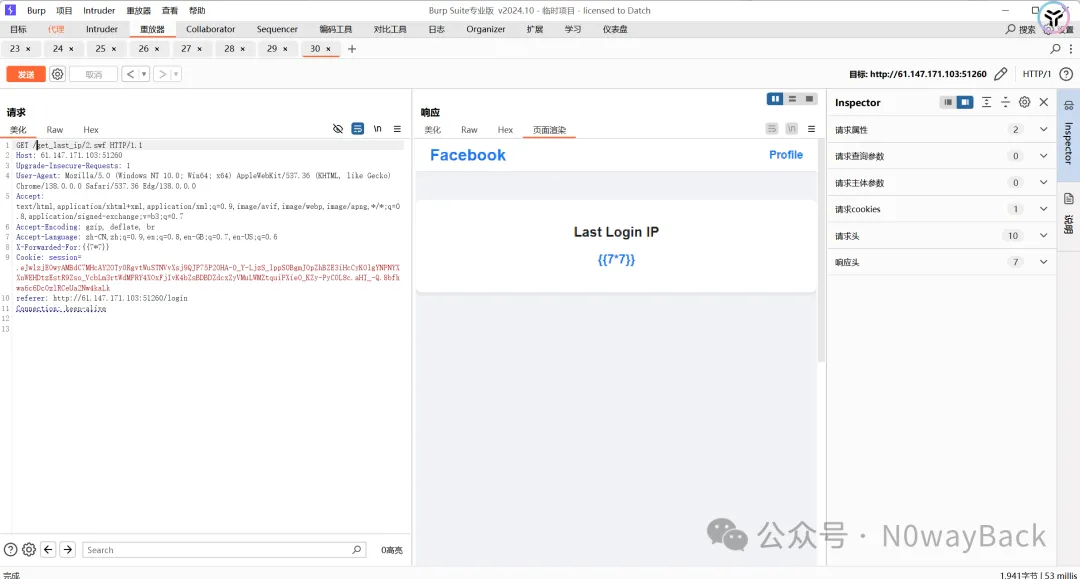 Burp 项目 Intruder 重放器 查看 帮助 Burp Suite专业版 v2024.10 - 临时项目 - licensed to Datch
目标 代理 Intruder 重放器 Collaborator Sequencer 编码工具 对比工具 日志 Organizer 扩展 学习 仪表盘 搜索 设置
23 × 24 × 25 × 26 × 27 × 28 × 29 × 30 × +
发送 取消 < > 目标: http://61.147.171.103:51260 HTTP/1
请求
美化 Raw Hex \n
1 GET /get_last_ip/2.swf HTTP/1.1
2 Host: 61.147.171.103:51260
3 Upgrade-Insecure-Requests: 1
4 User-Agent: Mozilla/5.0 (Windows NT 10.0; Win64; x64) AppleWebKit/537.36 (KHTML, like Gecko)
Chrome/138.0.0.0 Safari/537.36 Edg/138.0.0.0
5 Accept:
text/html,application/xhtml+xml,application/xml;q=0.9,image/avif,image/webp,image/apng,*/*;q=0
.8,application/signed-exchange;v=b3;q=0.7
6 Accept-Encoding: gzip, deflate, br
7 Accept-Language: zh-CN,zh;q=0.9,en;q=0.8,en-GB;q=0.7,en-US;q=0.6
8 X-Forwarded-For:{{7*7}}
9 Cookie: session=
10 referer: http://61.147.171.103:51260/login
11 Connection: keep-alive
12
13
Search 0高亮
完成
响应
美化 Raw Hex 页面渲染 \n
Facebook Profile
Last Login IP
{{7*7}}
Inspector
请求属性 2
请求查询参数 0
请求主体参数 0
请求cookies 1
请求头 10
响应头 7
Inspector
说明
公众号 · N0wayBack
1,941字节 | 53 millis